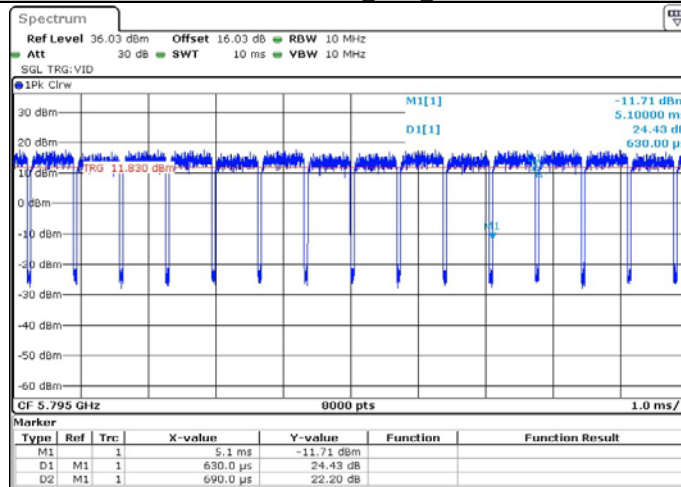 Spectrum
Ref Level 36.03 dBm Offset 16.03 dB RBW 10 MHz
Att 30 dB SWT 10 ms VBW 10 MHz
SGL TRG:VID
1Pk Clrw
M1[1] -11.71 dBm
5.10000 ms
D1[1] 24.43 dB
630.00 µs
30 dBm
20 dBm
10 dBm
TRG 11.830 dBm
0 dBm
M1
-10 dBm
-20 dBm
-30 dBm
-40 dBm
-50 dBm
-60 dBm
CF 5.795 GHz 8000 pts 1.0 ms/
Marker
Type Ref Trc X-value Y-value Function Function Result
M1 1 5.1 ms -11.71 dBm
D1 M1 1 630.0 µs 24.43 dB
D2 M1 1 690.0 µs 22.20 dB